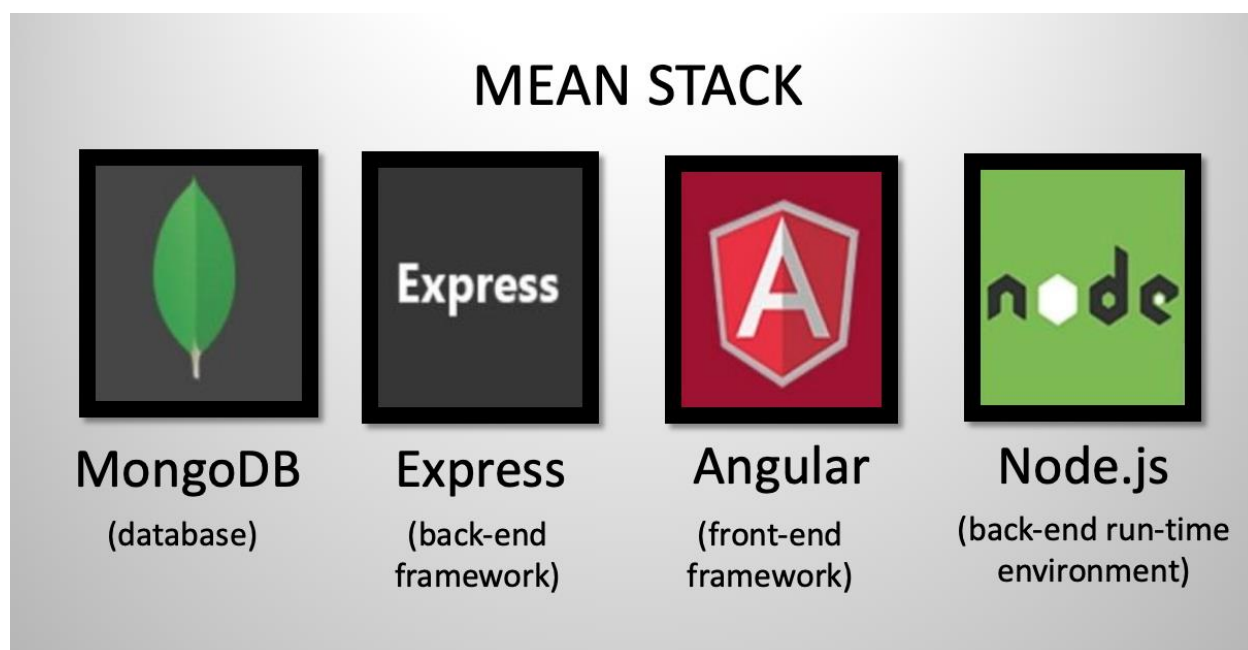 MEAN STACK
Express
node
MongoDB
(database)
Express
(back-end
framework)
Angular
(front-end
framework)
Node.js
(back-end run-time
environment)